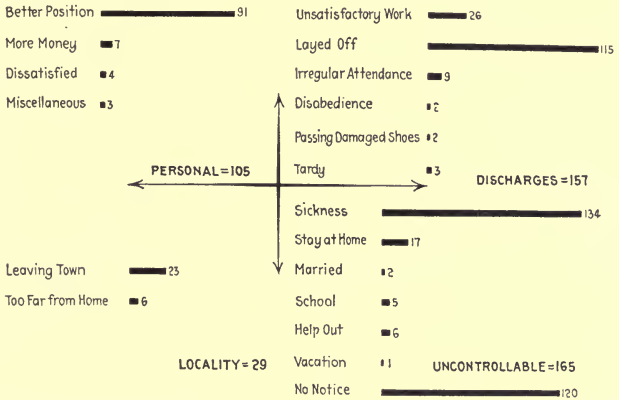 Better Position 91
More Money 7
Dissatisfied 4
Miscellaneous 3
PERSONAL=105
Unsatisfactory Work 26
Layed Off 115
Irregular Attendance 9
Disobedience 2
Passing Damaged Shoes 2
Tardy 3
DISCHARGES=157
Leaving Town 23
Too Far from Home 6
LOCALITY=29
Sickness 134
Stay at Home 17
Married 2
School 5
Help Out 6
Vacation 1
UNCONTROLLABLE=165
No Notice 120